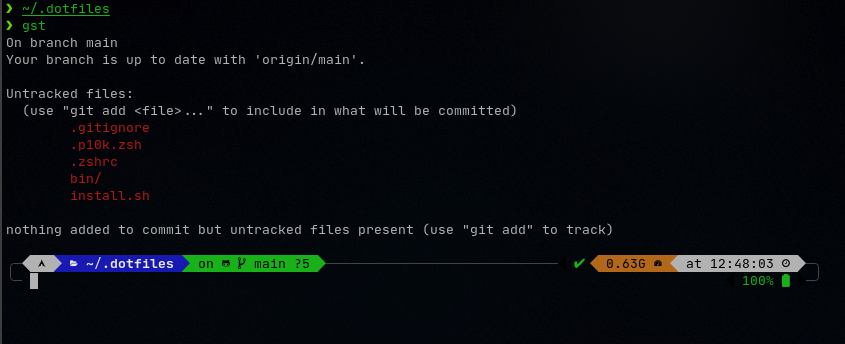 ❯ ~/.dotfiles
❯ gst
On branch main
Your branch is up to date with 'origin/main'.
Untracked files:
(use "git add <file>..." to include in what will be committed)
.gitignore
.p10k.zsh
.zshrc
bin/
install.sh
nothing added to commit but untracked files present (use "git add" to track)
~/.dotfiles on main ?5 ✔ 0.63G at 12:48:03
100%